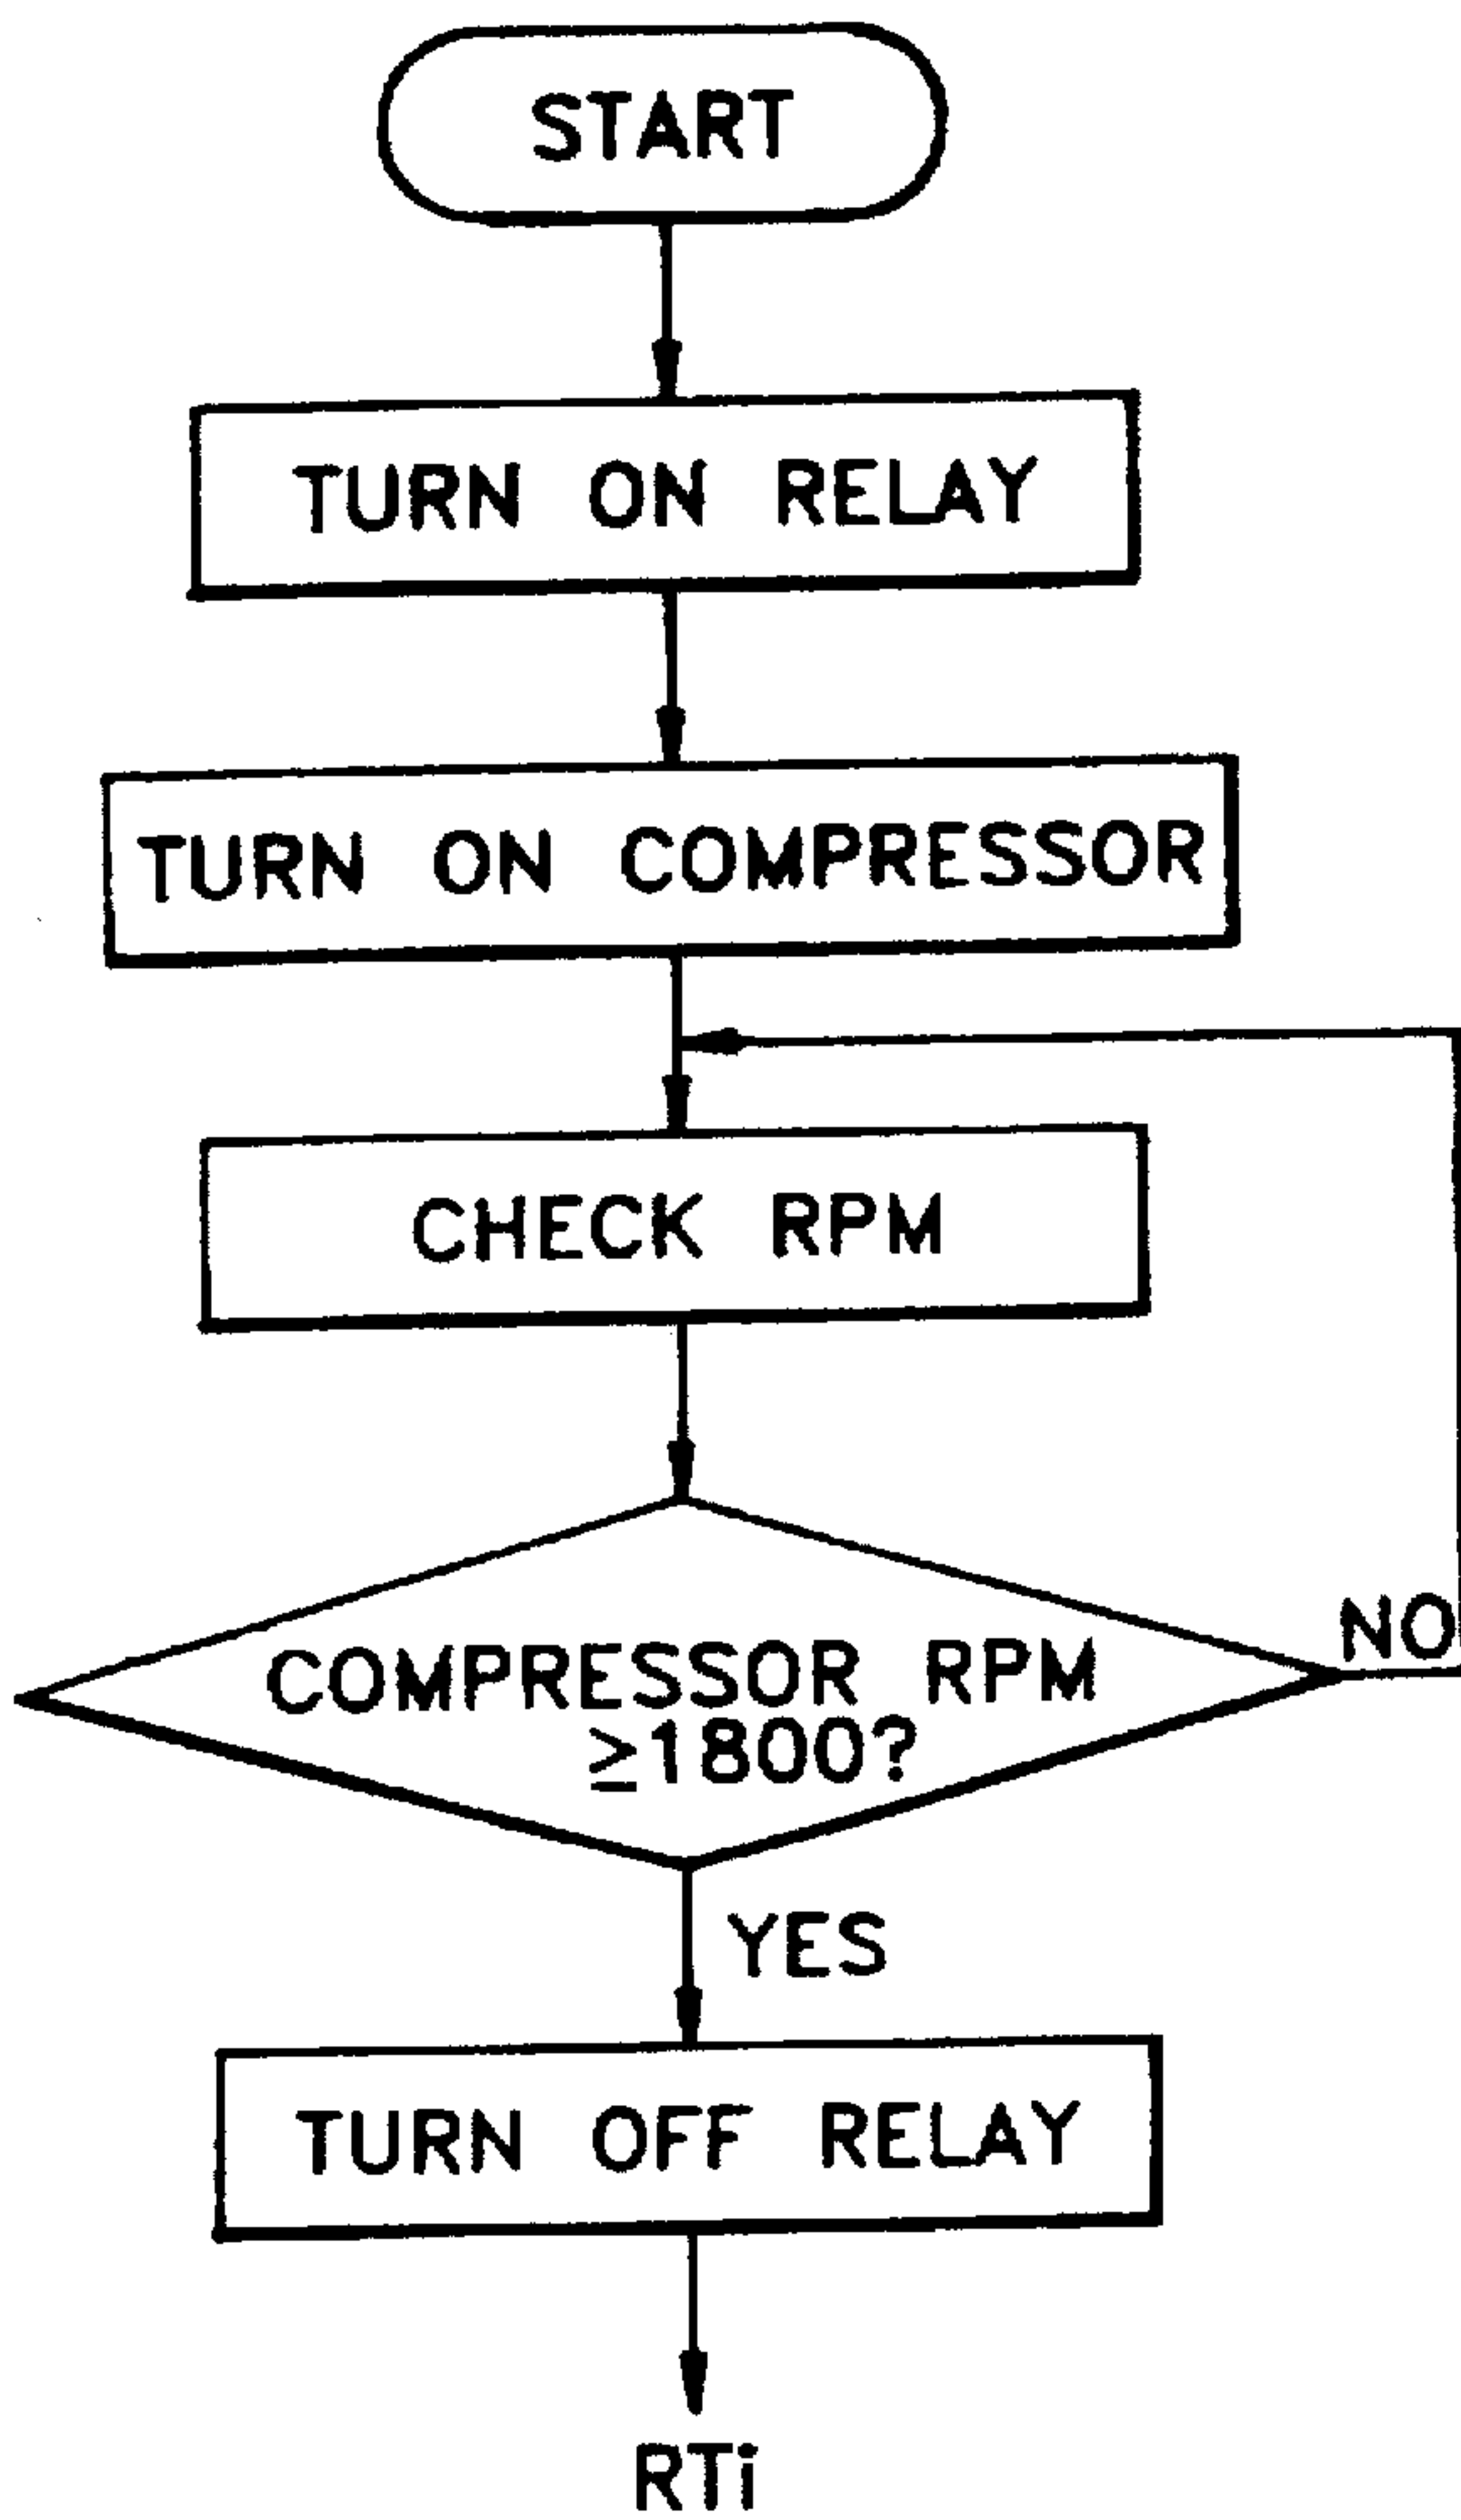 START
TURN ON RELAY
TURN ON COMPRESSOR
CHECK RPM
COMPRESSOR RPM
≥1800?
NO
YES
TURN OFF RELAY
RTi